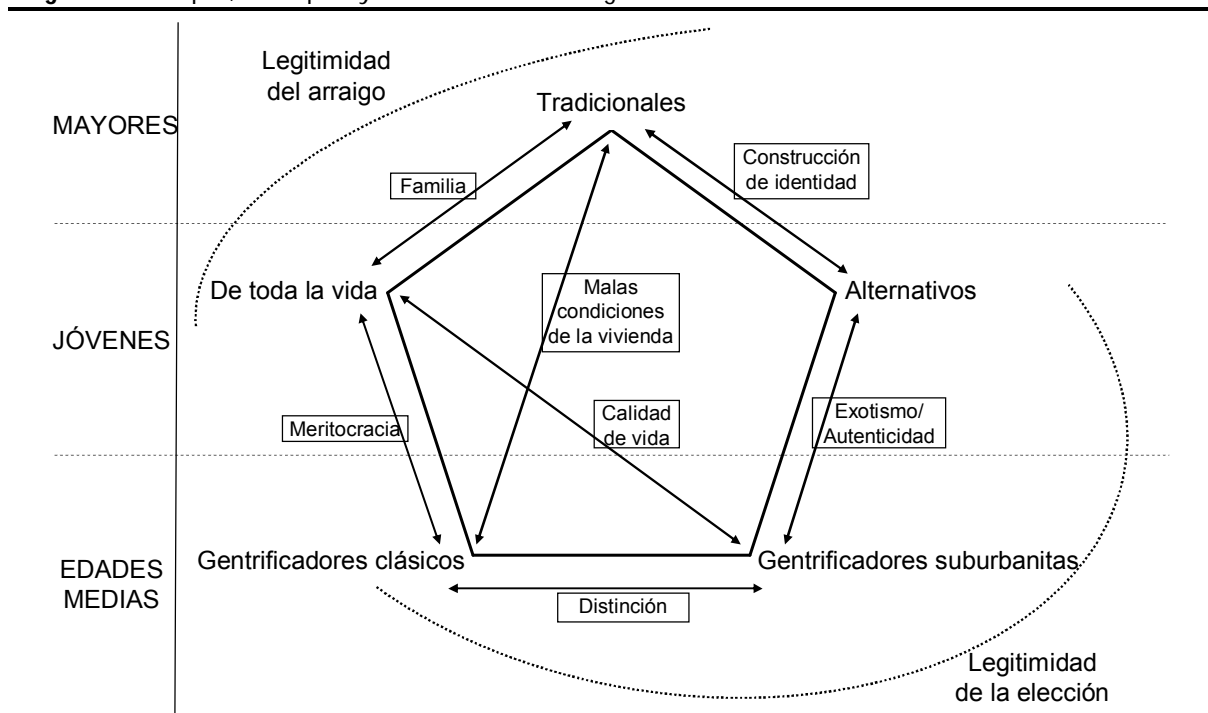 Legitimidad
del arraigo
Tradicionales
MAYORES
Construcción
de identidad
Familia
De toda la vida
Malas
condiciones
de la vivienda
Alternativos
JÓVENES
Meritocracia
Calidad
de vida
Exotismo/
Autenticidad
Gentrificadores clásicos
Gentrificadores suburbanitas
EDADES
MEDIAS
Distinción
Legitimidad
de la elección